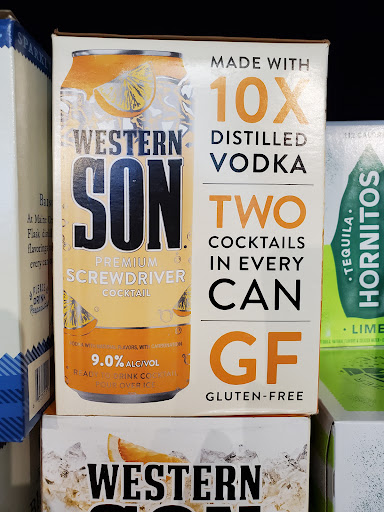 WESTERN
SON
PREMIUM
SCREWDRIVER
COCKTAIL
9.0% ALC/VOL
MADE WITH
10X
DISTILLED
VODKA
TWO
COCKTAILS
IN EVERY
CAN
GF
GLUTEN-FREE
TEQUILA
HORNITOS
LIME
WESTERN
SON